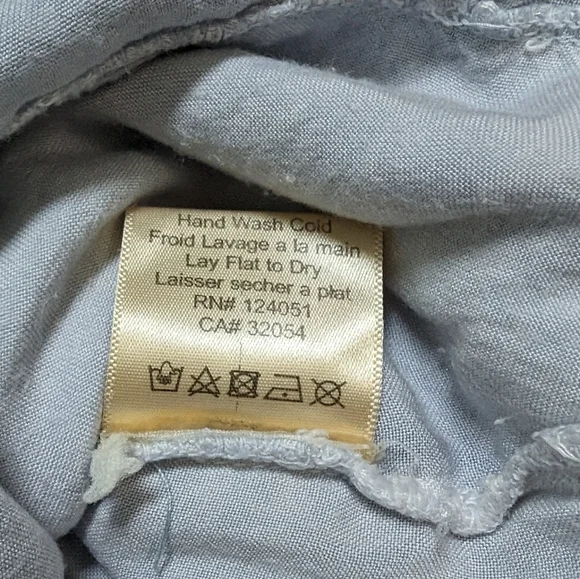 Hand Wash Cold
Froid Lavage a la main
Lay Flat to Dry
Laisser secher a plat
RN# 124051
CA# 32054